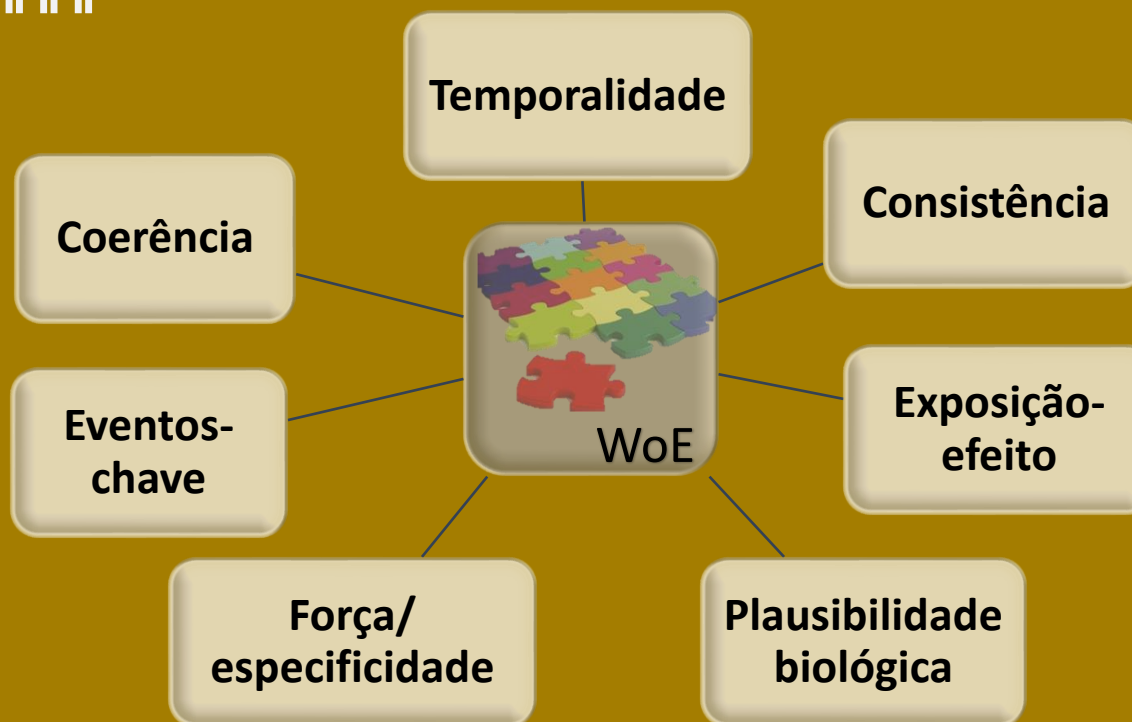 Temporalidade
Consistência
Coerência
WoE
Exposição-
efeito
Eventos-
chave
Força/
especificidade
Plausibilidade
biológica